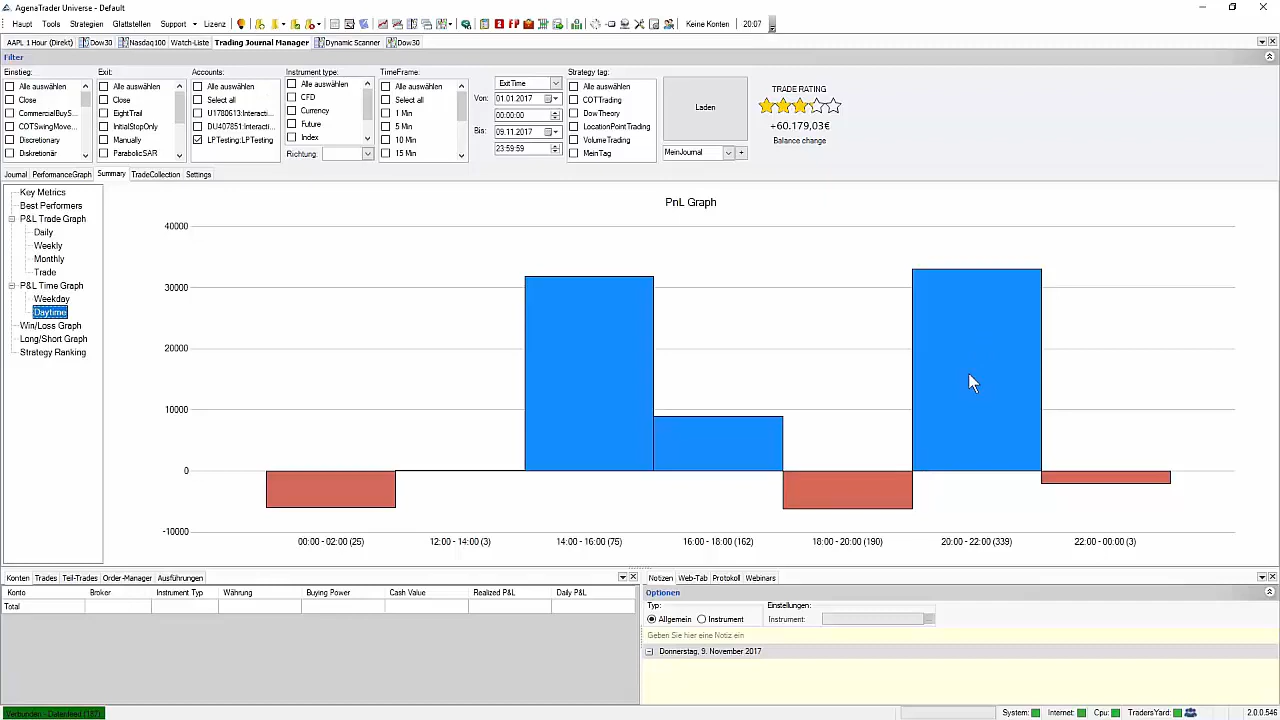 AgenaTrader Universe - Default
Haupt Tools Strategien Glattstellen Support Lizenz Keine Konten 20:07
AAPL 1 Hour (Direkt) Dow30 Nasdaq100 Watch-Liste Trading Journal Manager Dynamic Scanner Dow30
Filter
Einstieg: Exit: Accounts: Instrument type: TimeFrame: Strategy tag:
Alle auswählen Alle auswählen Alle auswählen Alle auswählen Alle auswählen ExitTime Alle auswählen
Close Close Select all CFD Select all Von: 01.01.2017 COTTrading
CommercialBuyS... EightTrail U1780613:Interacti... Currency 1 Min 00:00:00 DowTheory
COTSwingMove... InitialStopOnly DU407851:Interacti... Future 5 Min Bis: 09.11.2017 LocationPointTrading
Discretionary Manually LPTesting:LPTesting Index 10 Min 23:59:59 VolumeTrading
Diskretionär ParabolicSAR Richtung: 15 Min MeinTag
Laden
MeinJournal +
TRADE RATING
+60.179,03€
Balance change
Journal PerformanceGraph Summary TradeCollection Settings
Key Metrics
Best Performers
P&L Trade Graph
Daily
Weekly
Monthly
Trade
P&L Time Graph
Weekday
Daytime
Win/Loss Graph
Long/Short Graph
Strategy Ranking
PnL Graph
40000
30000
20000
10000
0
-10000
00:00 - 02:00 (25) 12:00 - 14:00 (3) 14:00 - 16:00 (75) 16:00 - 18:00 (162) 18:00 - 20:00 (190) 20:00 - 22:00 (339) 22:00 - 00:00 (3)
Konten Trades Teil-Trades Order-Manager Ausführungen
Konto Broker Instrument Typ Währung Buying Power Cash Value Realized P&L Daily P&L
Total
Notizen Web-Tab Protokoll Webinars
Optionen
Typ: Einstellungen:
Allgemein Instrument Instrument:
Geben Sie hier eine Notiz ein
Donnerstag, 9. November 2017
Verbunden - Datenfeed (187) System: Internet: Cpu: TradersYard: 2.0.0.546